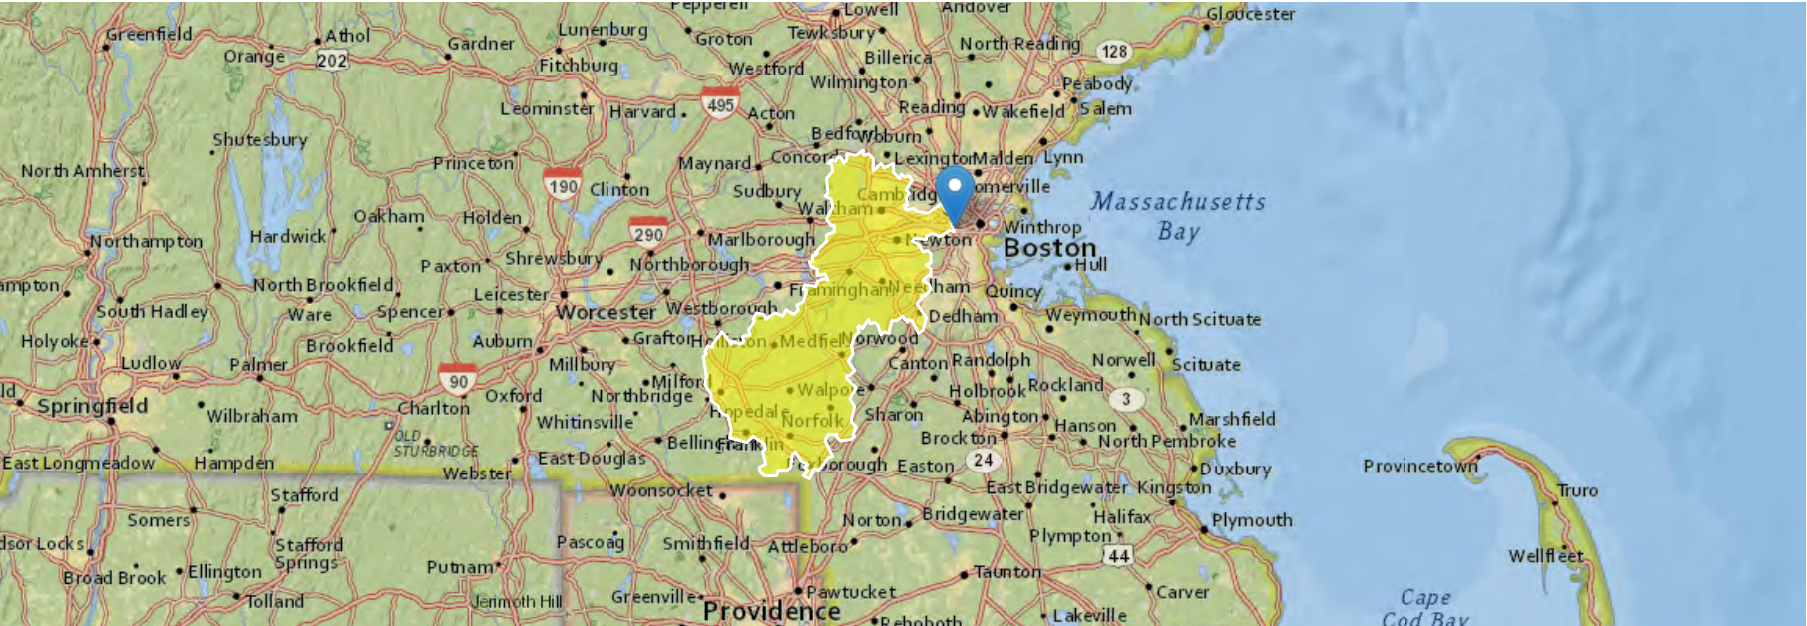 Pepperell
Lowell
Andover
Gloucester
Greenfield
Athol
Lunenburg
Groton
Tewksbury
North Reading
128
Orange
202
Gardner
Fitchburg
Westford
Billerica
Wilmington
Peabody
Leominster
Harvard
495
Acton
Reading
Wakefield
Salem
Shutesbury
Bedford
Woburn
North Amherst
Princeton
Maynard
Concord
Lexington
Malden
Lynn
190
Clinton
Sudbury
Cambridg
omerville
Massachusetts
Bay
Oakham
Holden
Waltham
Winthrop
Northampton
Hardwick
290
Marlborough
Newton
Boston
Paxton
Shrewsbury
Northborough
Hull
ampton
North Brookfield
Leicester
Framingham
Needham
Quincy
South Hadley
Ware
Spencer
Worcester
Westborough
Dedham
Weymouth
North Scituate
Holyoke
Brookfield
Auburn
Grafton
Holliston
Medfield
Norwood
Ludlow
Palmer
Millbury
Canton
Randolph
Norwell
Scituate
ld
90
Milford
Walpole
Holbrook
Rockland
Springfield
Wilbraham
Charlton
Oxford
Northbridge
Hopedale
Norfolk
Sharon
Abington
3
Whitinsville
Hanson
Marshfield
OLD
STURBRIDGE
Franklin
Brockton
North Pembroke
East Longmeadow
Hampden
Webster
East Douglas
Foxborough
Easton
24
Duxbury
Provincetown
Stafford
Woonsocket
East Bridgewater
Kingston
Truro
Somers
Norton
Bridgewater
Halifax
Plymouth
dsor Locks
Stafford
Springs
Pascoag
Smithfield
Attleboro
Plympton
44
Wellfleet
Broad Brook
Ellington
Putnam
Taunton
Tolland
Jerimoth Hill
Greenville
Pawtucket
Carver
Cape
Cod Bay
Providence
Rehoboth
Lakeville